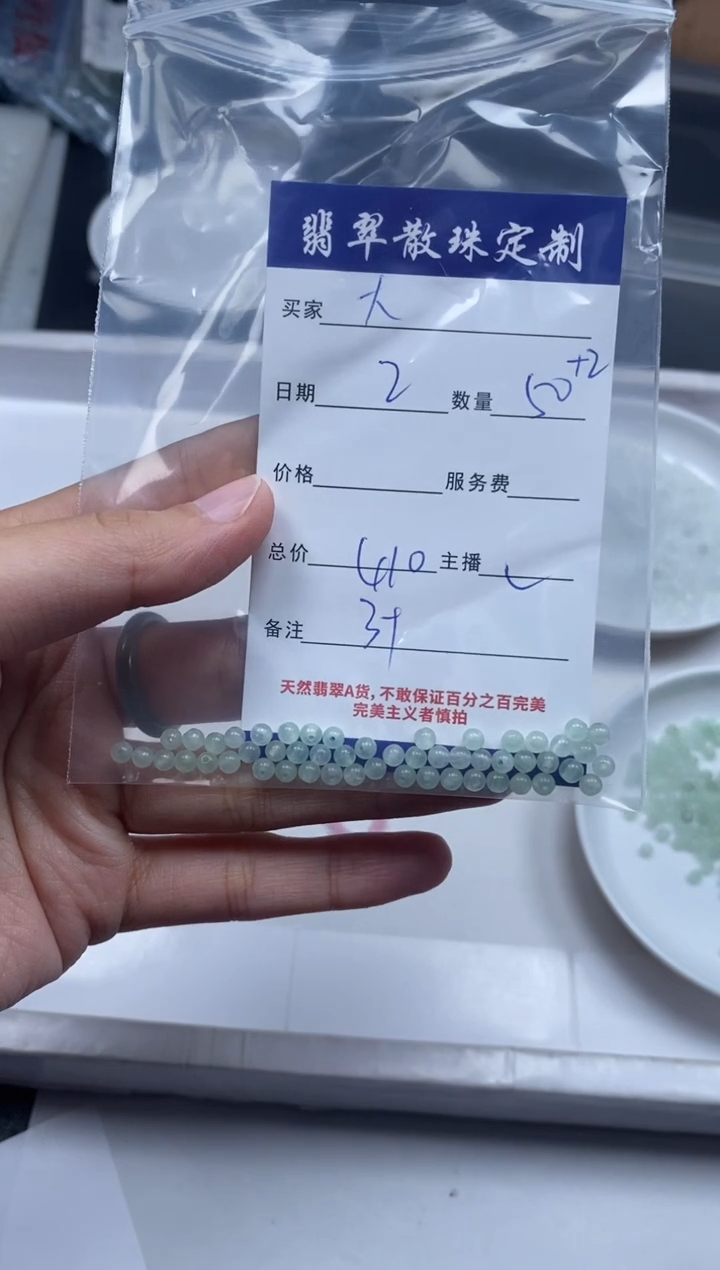 翡翠散珠定制
买家 大
日期 2 数量 50+2
价格 服务费
总价 410 主播
备注 3+
天然翡翠A货，不敢保证百分之百完美
完美主义者慎拍